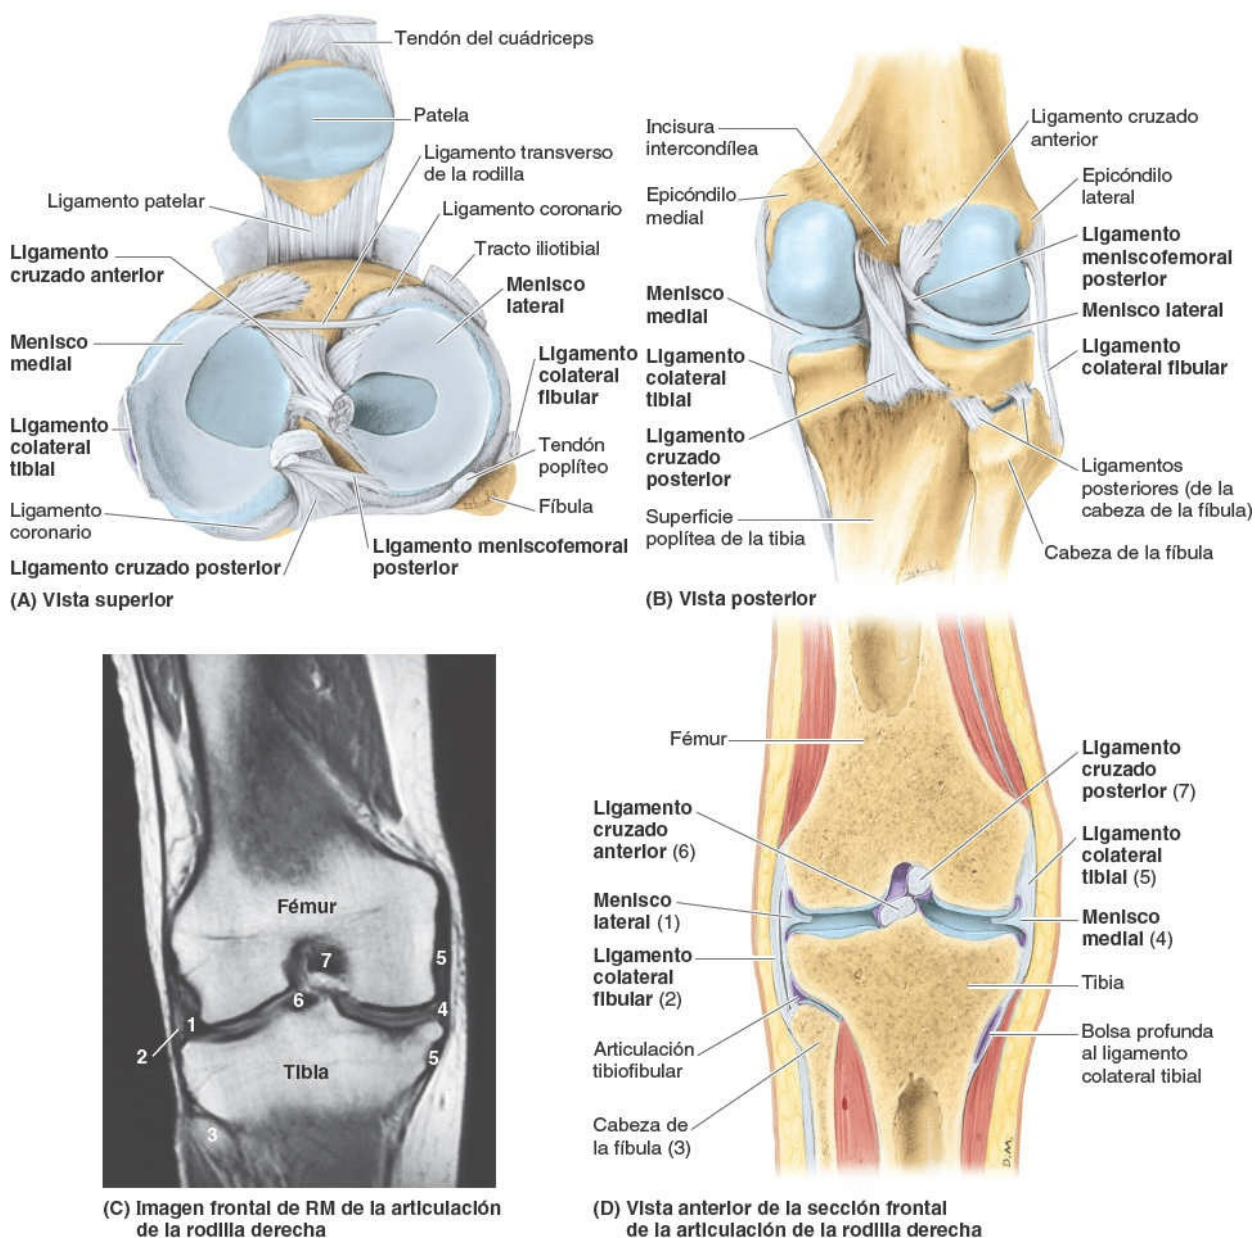 Tendón del cuádriceps
Patela
Ligamento transverso
de la rodilla
Ligamento patelar
Ligamento coronario
Ligamento
cruzado anterior
Tracto iliotibial
Menisco
lateral
Menisco
medial
Ligamento
colateral
fibular
Ligamento
colateral
tibial
Tendón
poplíteo
Ligamento
coronario
Fíbula
Ligamento meniscofemoral
posterior
Ligamento cruzado posterior
(A) Vista superior
Incisura
intercondílea
Ligamento cruzado
anterior
Epicóndilo
medial
Epicóndilo
lateral
Ligamento
meniscofemoral
posterior
Menisco
medial
Menisco lateral
Ligamento
colateral
tibial
Ligamento
colateral fibular
Ligamento
cruzado
posterior
Ligamentos
posteriores (de la
cabeza de la fíbula)
Superficie
poplítea de la tibia
Cabeza de la fíbula
(B) Vista posterior
Fémur
7
5
6
4
1
2
5
Tibia
3
(C) Imagen frontal de RM de la articulación
de la rodilla derecha
Fémur
Ligamento
cruzado
posterior (7)
Ligamento
cruzado
anterior (6)
Ligamento
colateral
tibial (5)
Menisco
lateral (1)
Menisco
medial (4)
Ligamento
colateral
fibular (2)
Tibia
Articulación
tibiofibular
Bolsa profunda
al ligamento
colateral tibial
Cabeza de
la fíbula (3)
D.M.
(D) Vista anterior de la sección frontal
de la articulación de la rodilla derecha